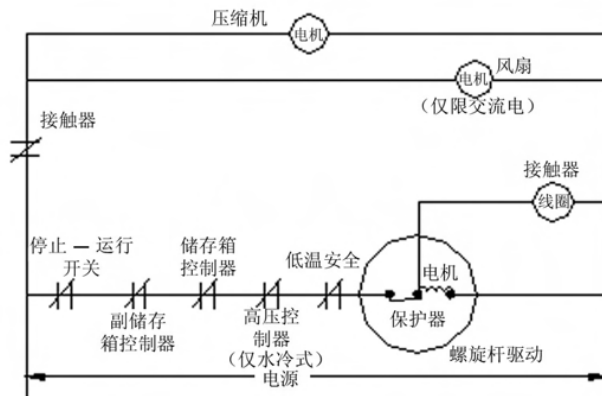 压缩机
电机
风扇
电机
（仅限交流电）
接触器
接触器
线圈
停止 — 运行
开关
储存箱
控制器
低温安全
电机
副储存
箱控制器
高压控
制器
（仅水冷式）
保护器
螺旋杆驱动
电源